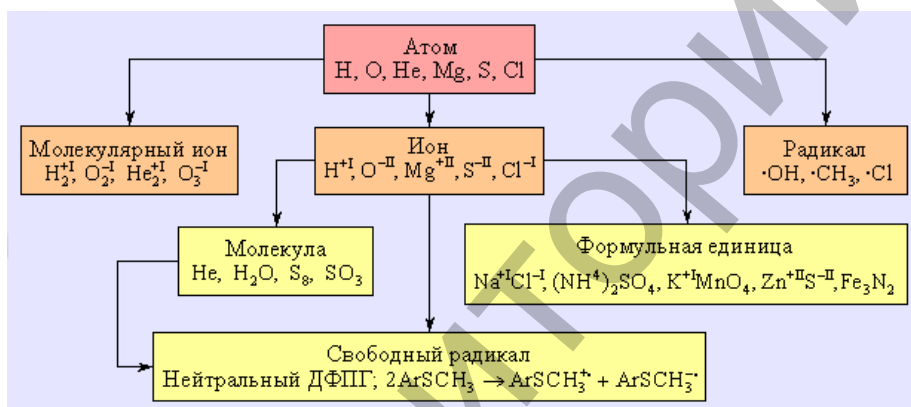 Атом
H, O, He, Mg, S, Cl
Молекулярный ион
H₂⁺ᴵ, O₂⁻ᴵ, He₂⁺ᴵ, O₃⁻ᴵ
Ион
H⁺ᴵ, O⁻ᴵᴵ, Mg⁺ᴵᴵ, S⁻ᴵᴵ, Cl⁻ᴵ
Радикал
·OH, ·CH₃, ·Cl
Молекула
He, H₂O, S₈, SO₃
Формульная единица
Na⁺ᴵCl⁻ᴵ, (NH⁴)₂SO₄, K⁺ᴵMnO₄, Zn⁺ᴵᴵS⁻ᴵᴵ, Fe₃N₂
Свободный радикал
Нейтральный ДФПГ; 2ArSCH₃ → ArSCH₃⁺· + ArSCH₃⁻·